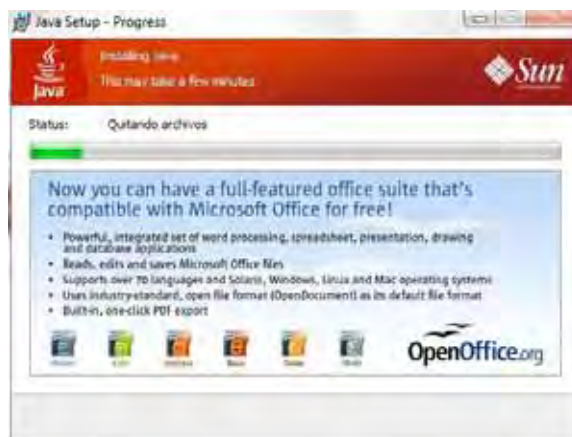 Java Setup - Progress
Installing Java
This may take a few minutes
Java
Sun
Status: Quitando archivos
Now you can have a full-featured office suite that's
compatible with Microsoft Office for free!
• Powerful, integrated set of word processing, spreadsheet, presentation, drawing
and database applications
• Reads, edits and saves Microsoft Office files
• Supports over 70 languages and Solaris, Windows, Linux and Mac operating systems
• Uses industry-standard, open file format (OpenDocument) as its default file format
• Built-in, one-click PDF export
OpenOffice.org